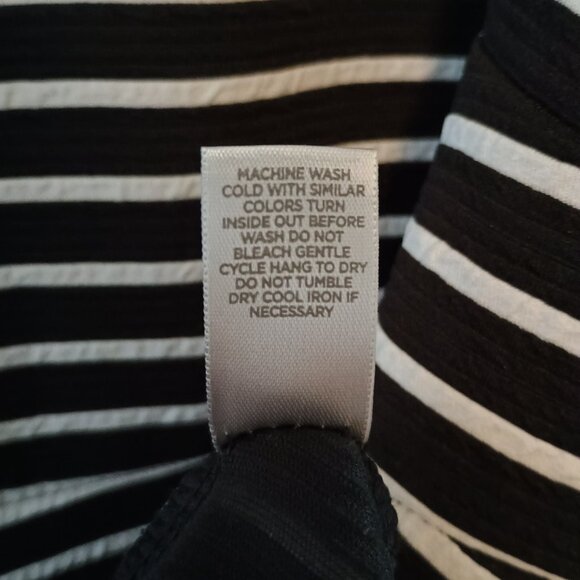 MACHINE WASH
COLD WITH SIMILAR
COLORS TURN
INSIDE OUT BEFORE
WASH DO NOT
BLEACH GENTLE
CYCLE HANG TO DRY
DO NOT TUMBLE
DRY COOL IRON IF
NECESSARY